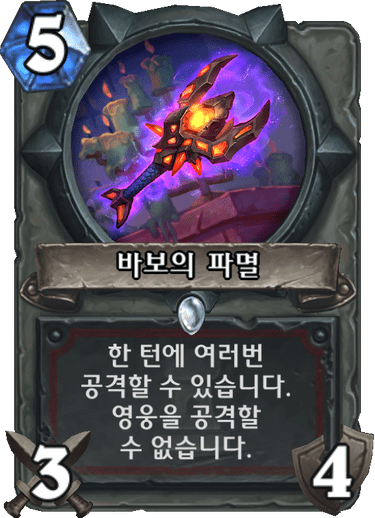 5
바보의 파멸
한 턴에 여러번
공격할 수 있습니다.
영웅을 공격할
수 없습니다.
3
4